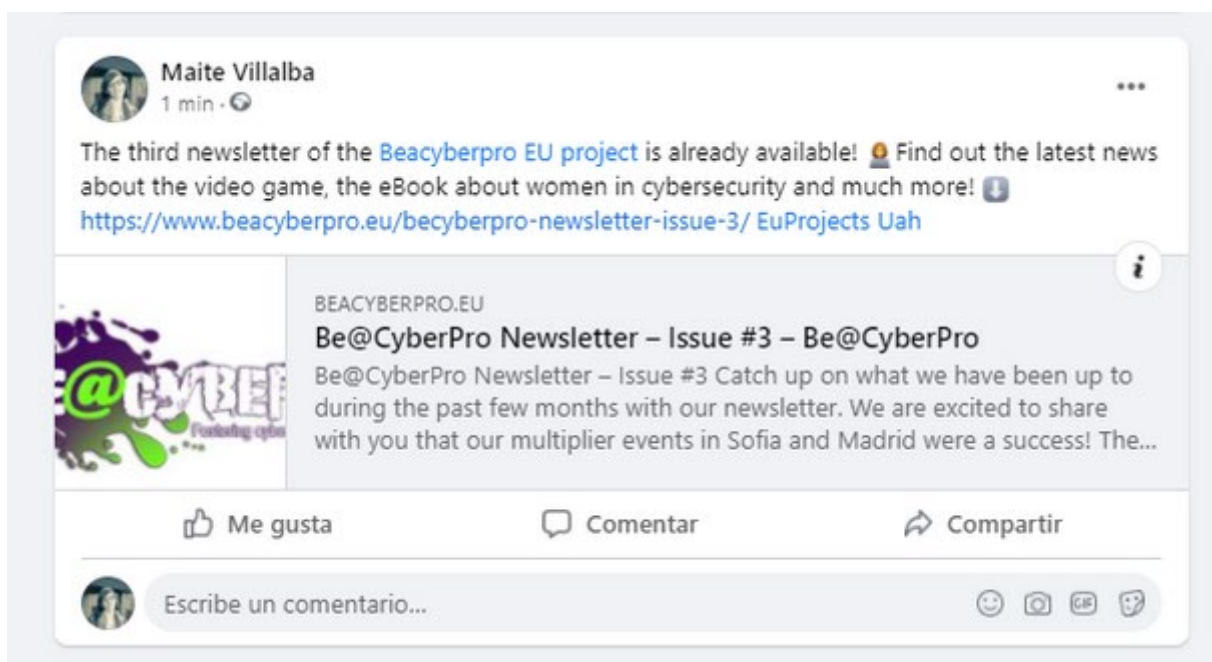 Maite Villalba
1 min ·
The third newsletter of the Beacyberpro EU project is already available! Find out the latest news
about the video game, the eBook about women in cybersecurity and much more!
https://www.beacyberpro.eu/becyberpro-newsletter-issue-3/ EuProjects Uah
BEACYBERPRO.EU
Be@CyberPro Newsletter – Issue #3 – Be@CyberPro
Be@CyberPro Newsletter – Issue #3 Catch up on what we have been up to
during the past few months with our newsletter. We are excited to share
with you that our multiplier events in Sofia and Madrid were a success! The...
E@CYBER
Fostering cybe
Me gusta
Comentar
Compartir
Escribe un comentario...
GIF